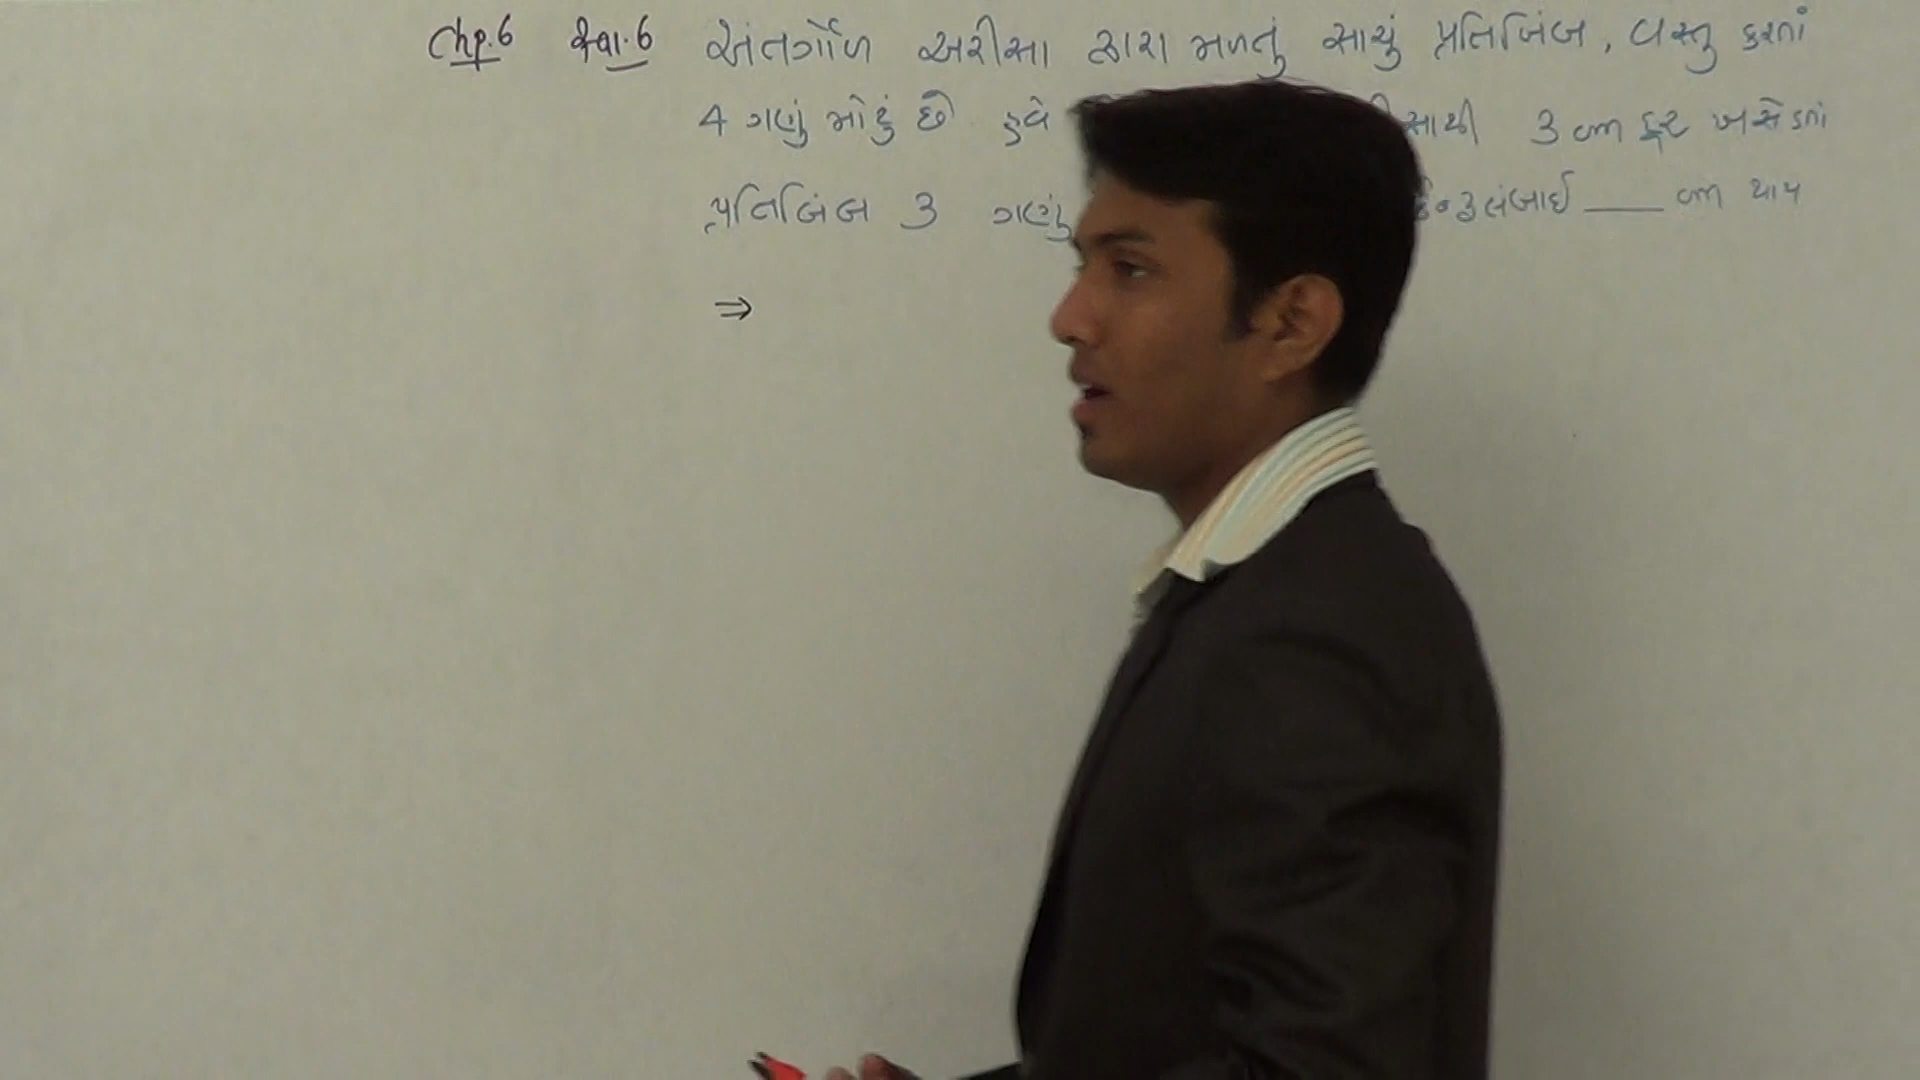 Chp.6 સ્વા.6 અંતર્ગોળ અરીસા દ્વારા મળતું સાચું પ્રતિબિંબ, વસ્તુ કરતાં
4 ગણું મોટું છે હવે સાથી 3 cm દૂર ખસેડતાં
પ્રતિબિંબ 3 ગણું કેન્દ્રલંબાઈ ___ cm થાય
⇒